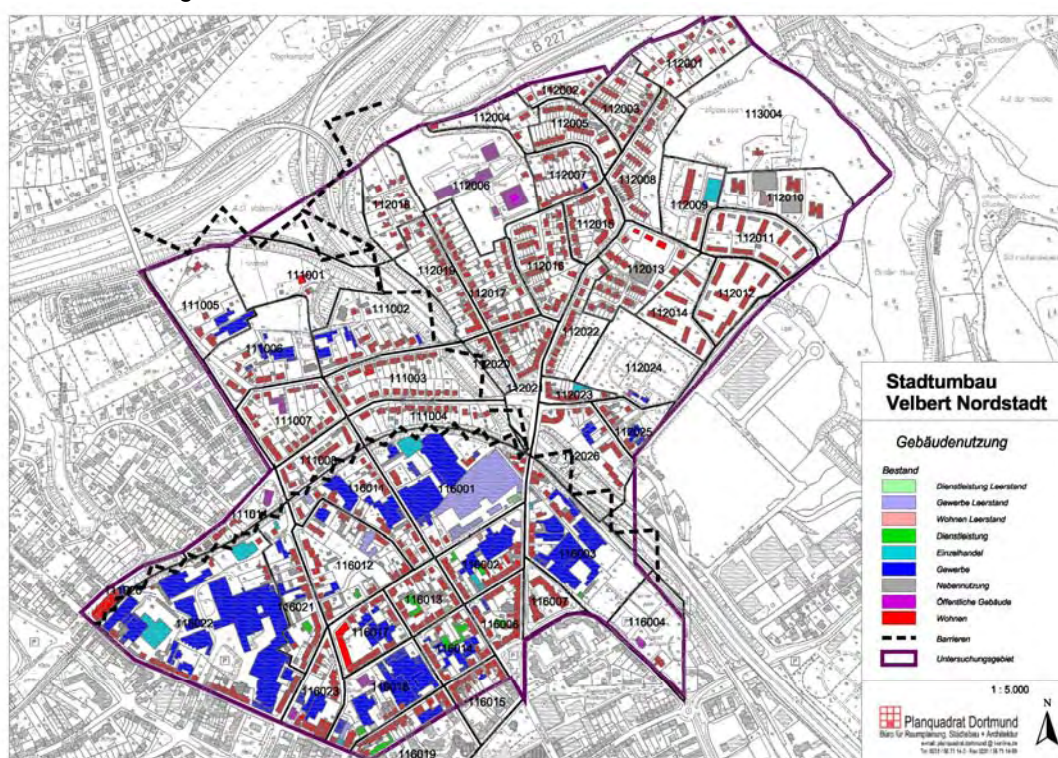 B 227
112001
112002
112003
112004
112005
113004
112006
112007
112008
112009
112010
112018
112015
112011
112019
112016
112013
111001
112017
112012
111005
111002
112014
112022
111006
112020
112024
111003
112023
111007
111004
112025
112026
116001
116011
116012
116002
116003
116021
116013
116007
116022
116017
116014
116006
116004
116023
116018
116015
116019
Stadtumbau
Velbert Nordstadt
Gebäudenutzung
Bestand
Dienstleistung Leerstand
Gewerbe Leerstand
Wohnen Leerstand
Dienstleistung
Einzelhandel
Gewerbe
Nebennutzung
Öffentliche Gebäude
Wohnen
Barrieren
Untersuchungsgebiet
1 : 5.000
N
Planquadrat Dortmund
Büro für Raumplanung, Städtebau + Architektur